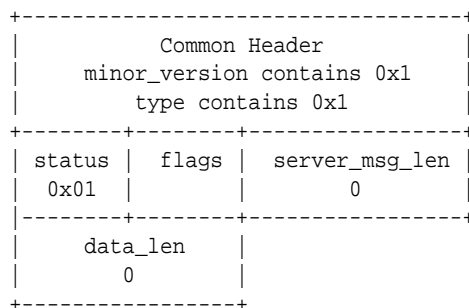 +-----------------------------------+
|           Common Header           |
|     minor_version contains 0x1    |
|         type contains 0x1         |
+--------+--------+-----------------+
| status |  flags |  server_msg_len |
|  0x01  |        |        0        |
|--------+--------+-----------------+
|     data_len    |
|        0        |
+-----------------+